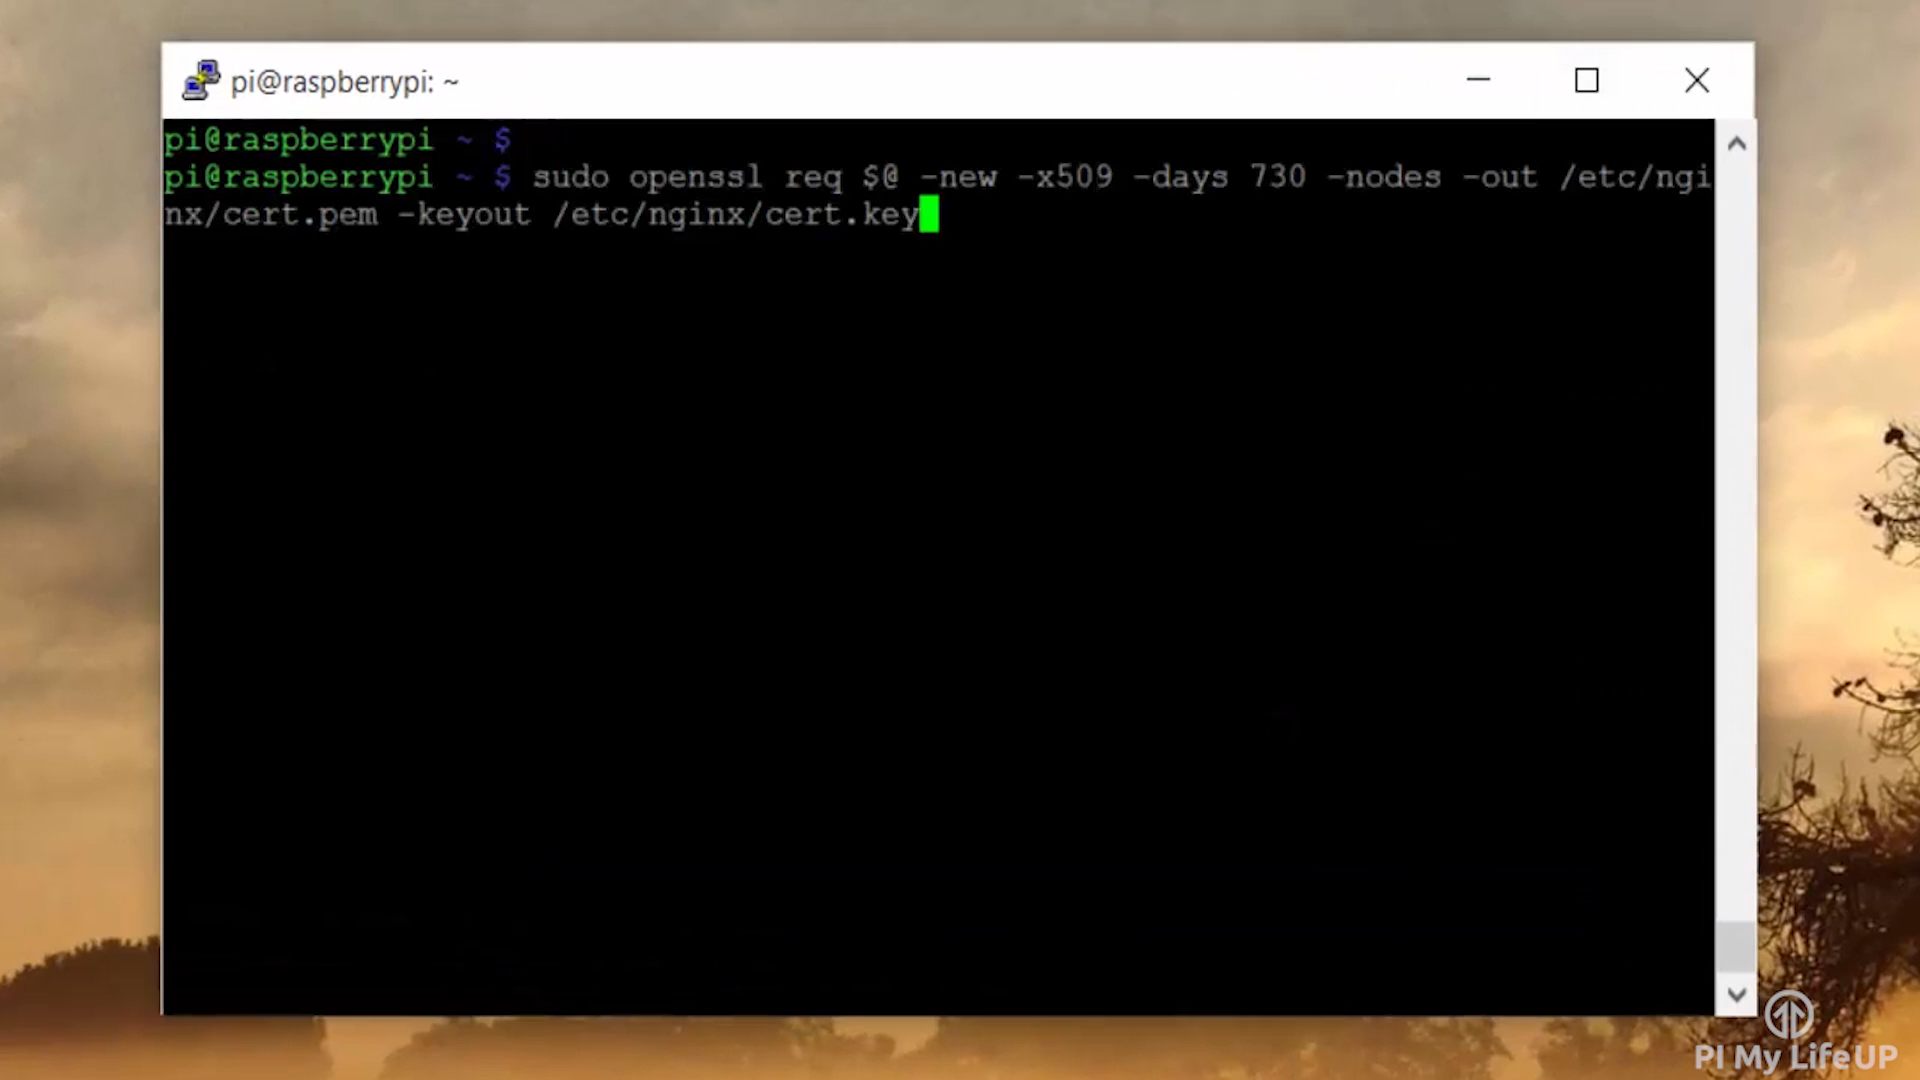 pi@raspberrypi: ~
pi@raspberrypi ~ $
pi@raspberrypi ~ $ sudo openssl req $@ -new -x509 -days 730 -nodes -out /etc/ngi
nx/cert.pem -keyout /etc/nginx/cert.key
PI My LifeUP